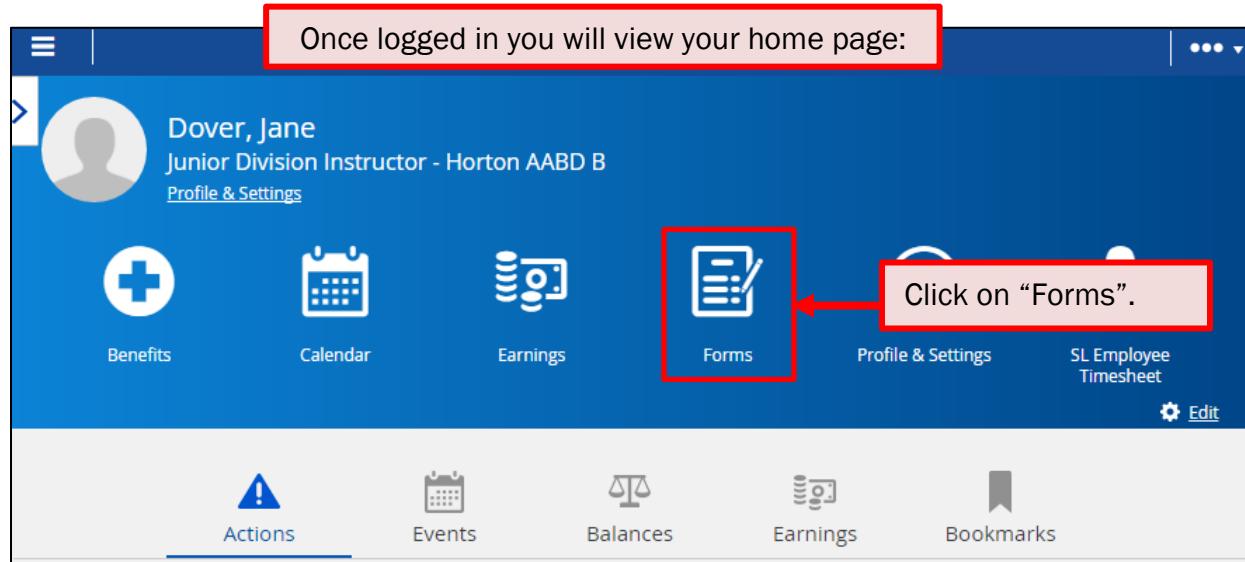 Once logged in you will view your home page:
Dover, Jane
Junior Division Instructor - Horton AABD B
Profile & Settings
Click on “Forms”.
Benefits
Calendar
Earnings
Forms
Profile & Settings
SL Employee
Timesheet
Edit
Actions
Events
Balances
Earnings
Bookmarks